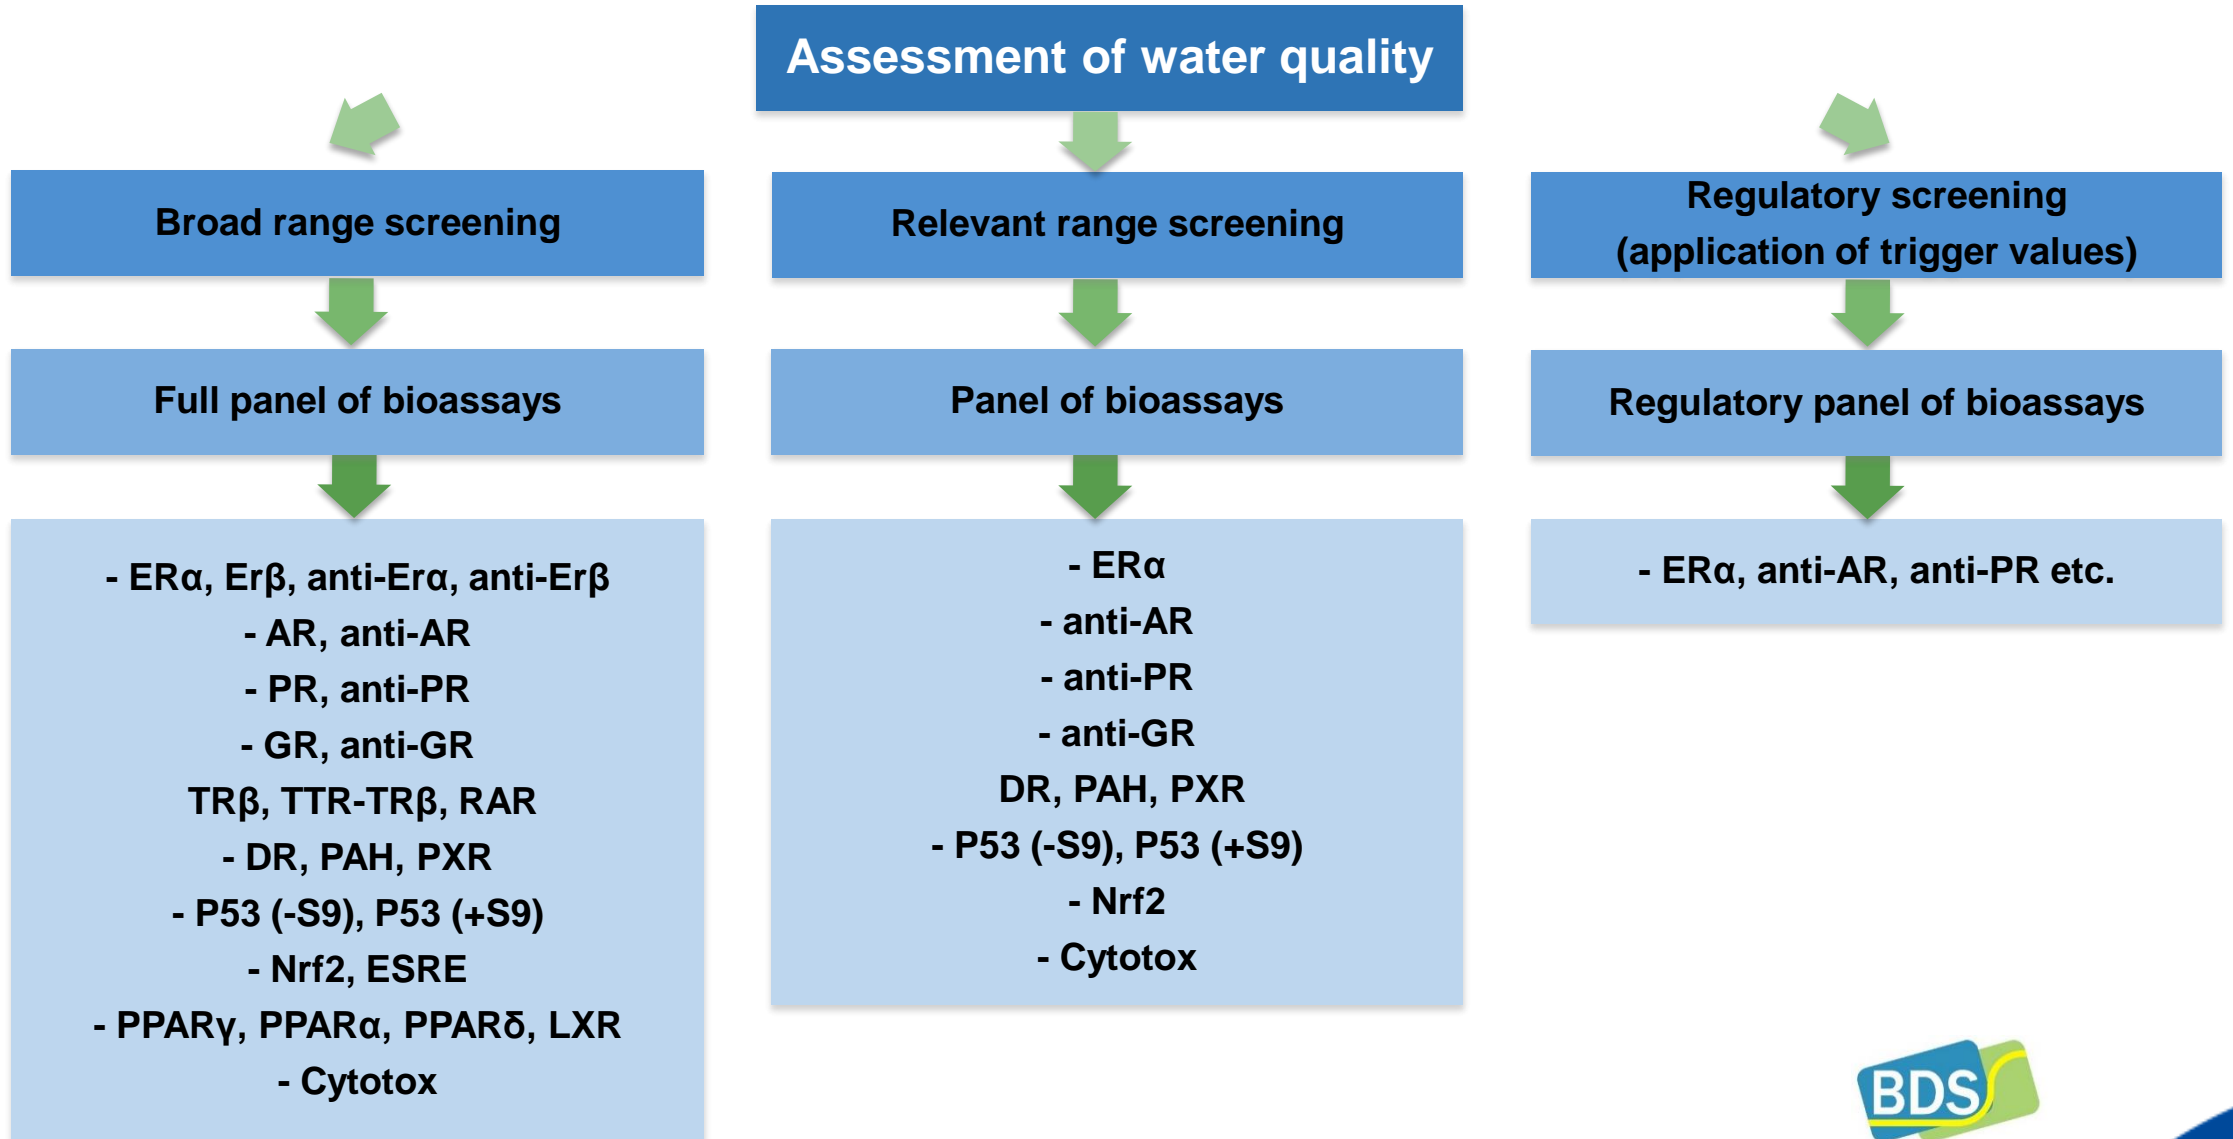 Assessment of water quality
Broad range screening
Full panel of bioassays
- ERα, Erβ, anti-Erα, anti-Erβ
- AR, anti-AR
- PR, anti-PR
- GR, anti-GR
TRβ, TTR-TRβ, RAR
- DR, PAH, PXR
- P53 (-S9), P53 (+S9)
- Nrf2, ESRE
- PPARγ, PPARα, PPARδ, LXR
- Cytotox
Relevant range screening
Panel of bioassays
- ERα
- anti-AR
- anti-PR
- anti-GR
DR, PAH, PXR
- P53 (-S9), P53 (+S9)
- Nrf2
- Cytotox
Regulatory screening
(application of trigger values)
Regulatory panel of bioassays
- ERα, anti-AR, anti-PR etc.
BDS